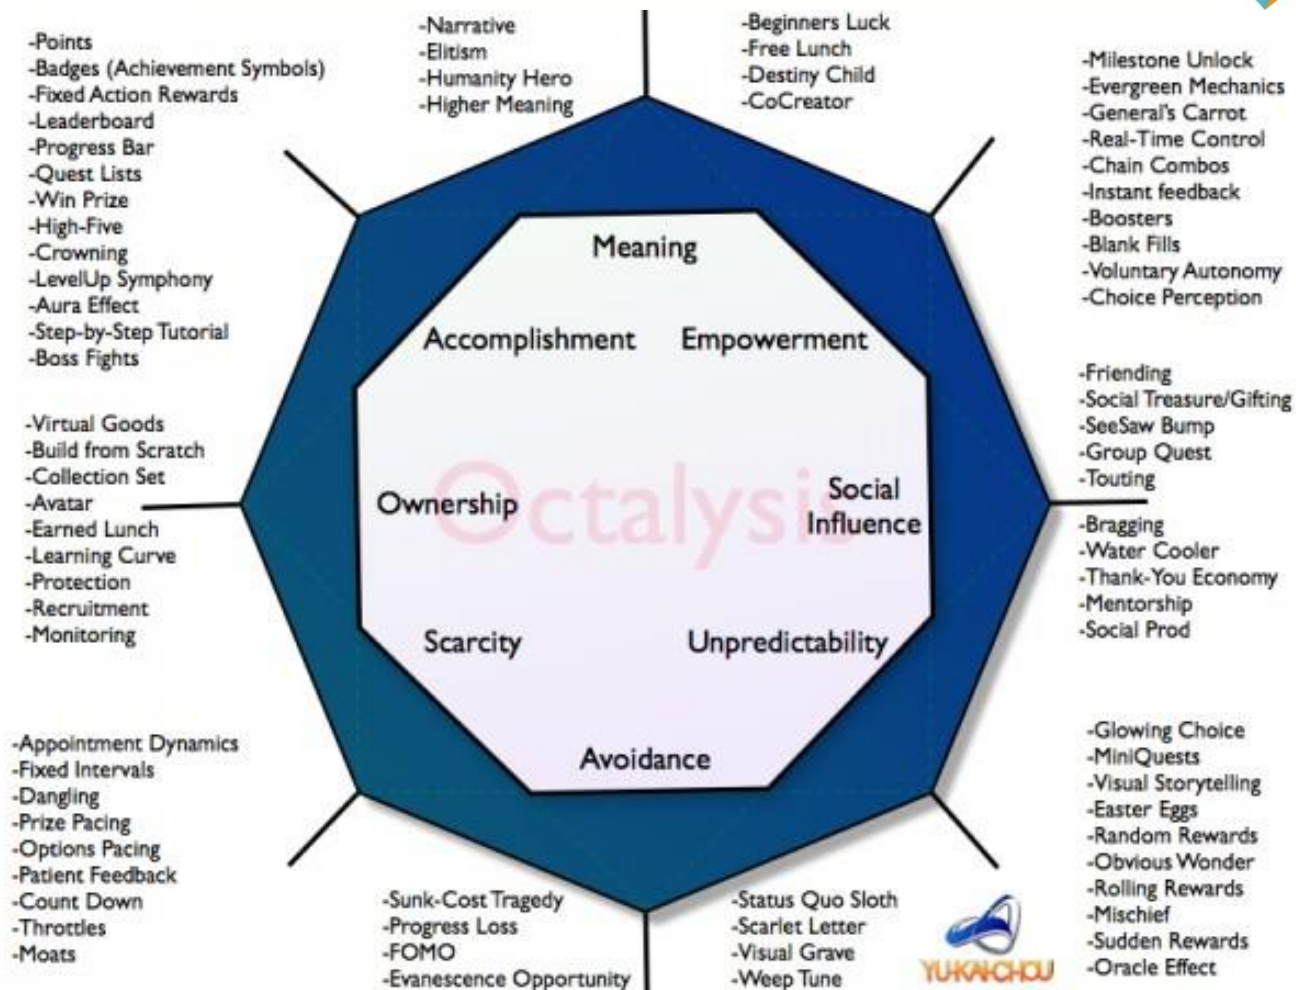 -Points
-Badges (Achievement Symbols)
-Fixed Action Rewards
-Leaderboard
-Progress Bar
-Quest Lists
-Win Prize
-High-Five
-Crowning
-LevelUp Symphony
-Aura Effect
-Step-by-Step Tutorial
-Boss Fights
-Narrative
-Elitism
-Humanity Hero
-Higher Meaning
-Beginners Luck
-Free Lunch
-Destiny Child
-CoCreator
-Milestone Unlock
-Evergreen Mechanics
-General's Carrot
-Real-Time Control
-Chain Combos
-Instant feedback
-Boosters
-Blank Fills
-Voluntary Autonomy
-Choice Perception
Meaning
Accomplishment
Empowerment
Ownership
Octalysis
Social
Influence
Scarcity
Unpredictability
Avoidance
-Virtual Goods
-Build from Scratch
-Collection Set
-Avatar
-Earned Lunch
-Learning Curve
-Protection
-Recruitment
-Monitoring
-Friending
-Social Treasure/Gifting
-SeeSaw Bump
-Group Quest
-Touting
-Bragging
-Water Cooler
-Thank-You Economy
-Mentorship
-Social Prod
-Appointment Dynamics
-Fixed Intervals
-Dangling
-Prize Pacing
-Options Pacing
-Patient Feedback
-Count Down
-Throttles
-Moats
-Sunk-Cost Tragedy
-Progress Loss
-FOMO
-Evanescence Opportunity
-Status Quo Sloth
-Scarlet Letter
-Visual Grave
-Weep Tune
YU-KAI-CHOU
-Glowing Choice
-MiniQuests
-Visual Storytelling
-Easter Eggs
-Random Rewards
-Obvious Wonder
-Rolling Rewards
-Mischief
-Sudden Rewards
-Oracle Effect